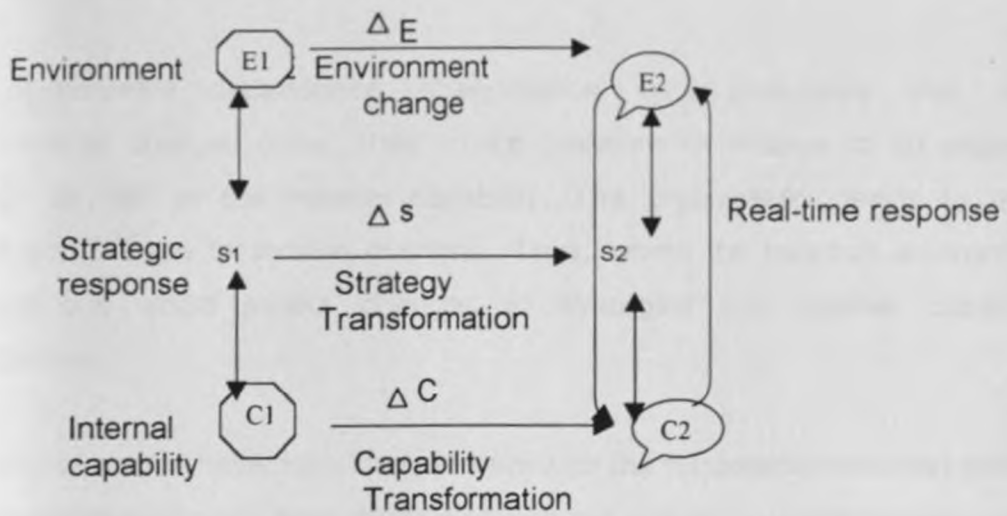 Δ E
Environment E1 Environment change E2
Δ s
Strategic response S1 Strategy Transformation S2 Real-time response
Δ C
Internal capability C1 Capability Transformation C2